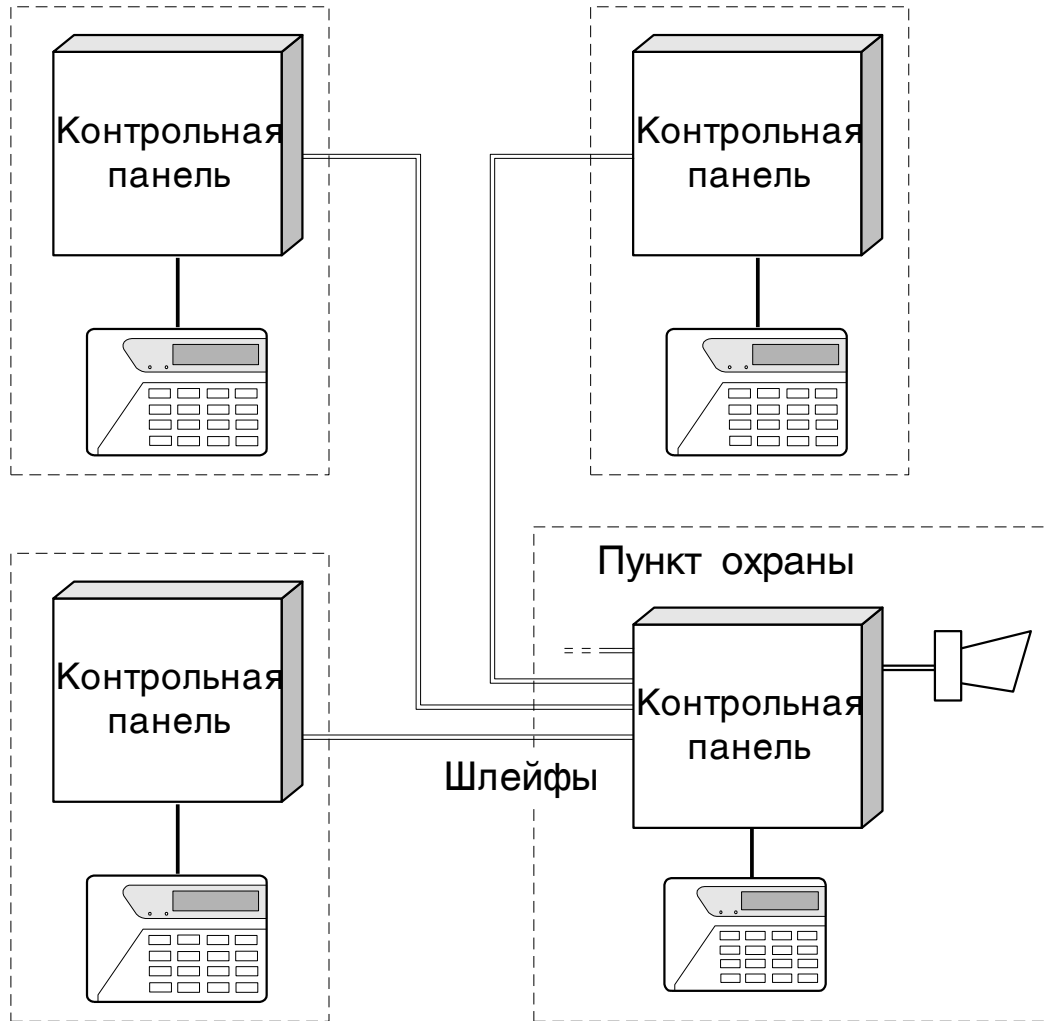 Контрольная
панель
Контрольная
панель
Пункт охраны
Контрольная
панель
Контрольная
панель
Шлейфы